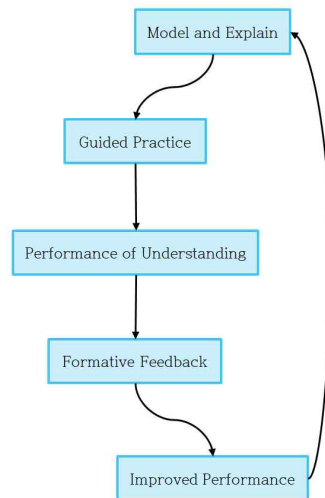 Model and Explain
Guided Practice
Performance of Understanding
Formative Feedback
Improved Performance